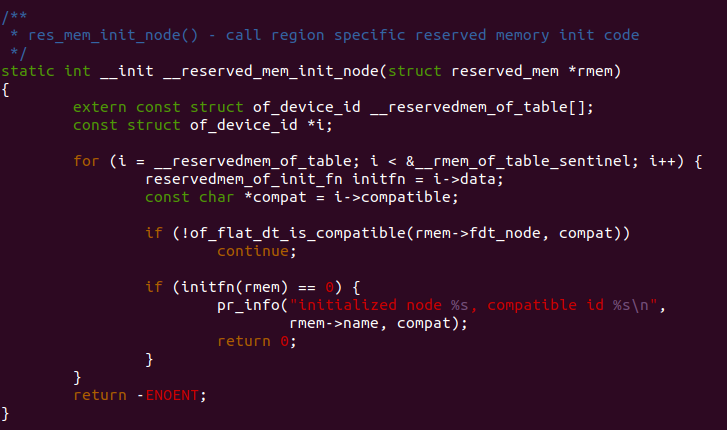 /**
 * res_mem_init_node() - call region specific reserved memory init code
 */
static int __init __reserved_mem_init_node(struct reserved_mem *rmem)
{
        extern const struct of_device_id __reservedmem_of_table[];
        const struct of_device_id *i;

        for (i = __reservedmem_of_table; i < &__rmem_of_table_sentinel; i++) {
                reservedmem_of_init_fn initfn = i->data;
                const char *compat = i->compatible;

                if (!of_flat_dt_is_compatible(rmem->fdt_node, compat))
                        continue;

                if (initfn(rmem) == 0) {
                        pr_info("initialized node %s, compatible id %s\n",
                                rmem->name, compat);
                        return 0;
                }
        }
        return -ENOENT;
}